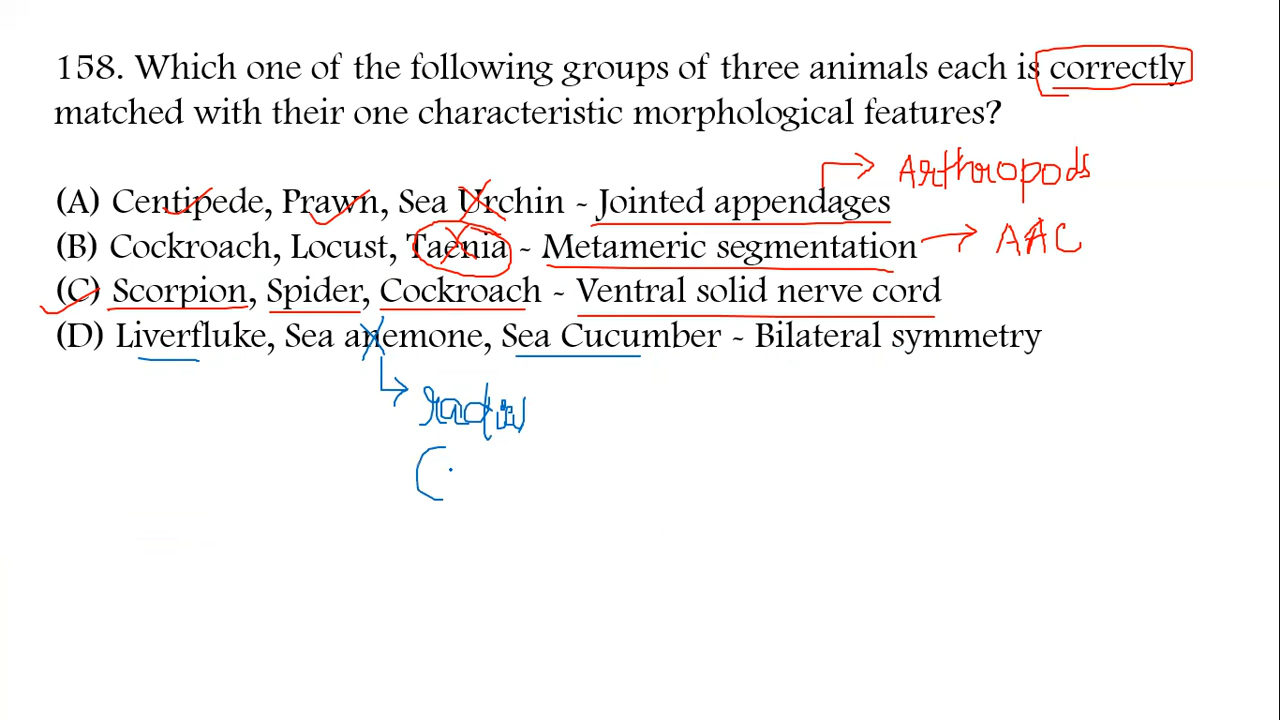 158. Which one of the following groups of three animals each is correctly
matched with their one characteristic morphological features?
Arthropods
(A) Centipede, Prawn, Sea Urchin - Jointed appendages
(B) Cockroach, Locust, Taenia - Metameric segmentation
AAC
(C) Scorpion, Spider, Cockroach - Ventral solid nerve cord
(D) Liverfluke, Sea anemone, Sea Cucumber - Bilateral symmetry
(